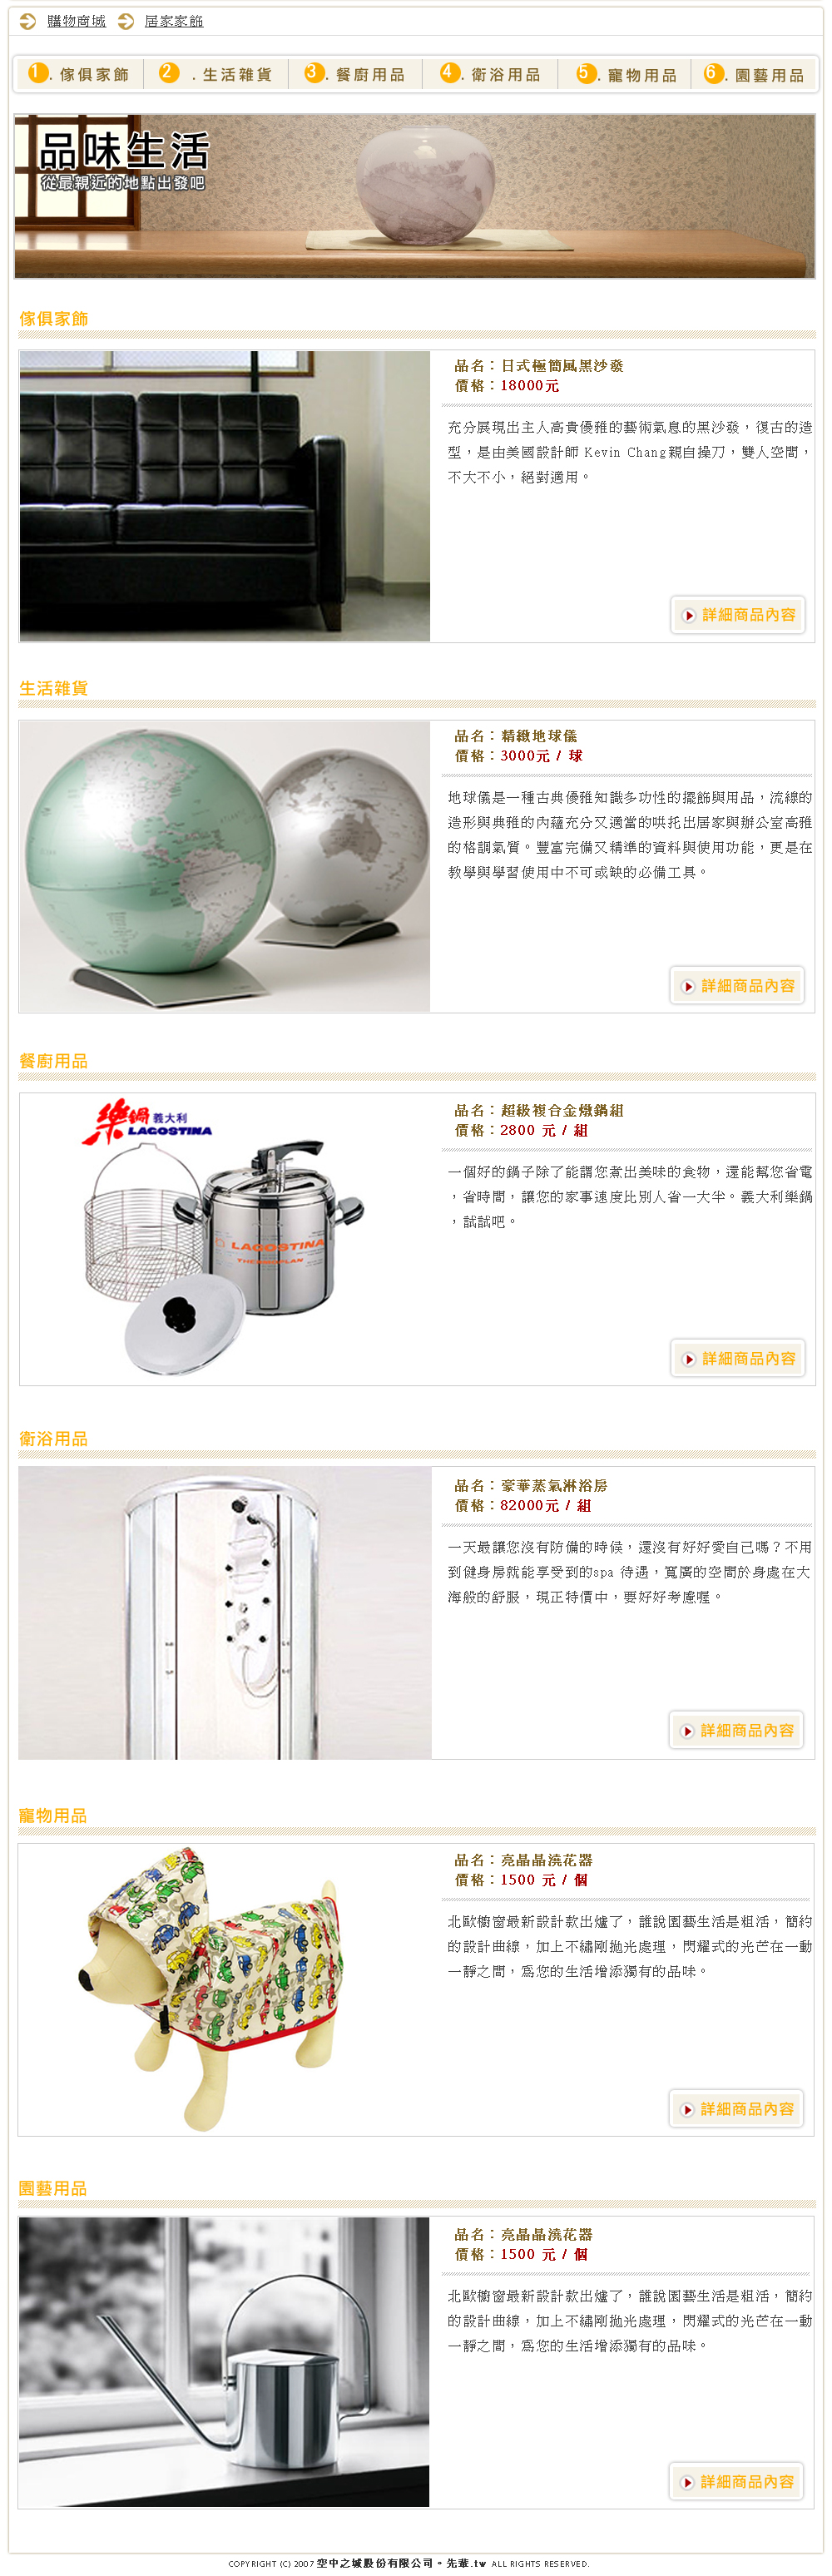 購物商城 居家家飾
1. 傢俱家飾 2 . 生活雜貨 3. 餐廚用品 4. 衛浴用品 5. 寵物用品 6. 園藝用品
品味生活
從最親近的地點出發吧
傢俱家飾
品名：日式極簡風黑沙發
價格：18000元
充分展現出主人高貴優雅的藝術氣息的黑沙發，復古的造
型，是由美國設計師 Kevin Chang親自操刀，雙人空間，
不大不小，絕對適用。
詳細商品內容
生活雜貨
品名：精緻地球儀
價格：3000元 / 球
地球儀是一種古典優雅知識多功性的擺飾與用品，流線的
造形與典雅的內蘊充分又適當的哄托出居家與辦公室高雅
的格調氣質。豐富完備又精準的資料與使用功能，更是在
教學與學習使用中不可或缺的必備工具。
詳細商品內容
餐廚用品
樂鍋 義大利
LAGOSTINA
LAGOSTINA
品名：超級複合金燉鍋組
價格：2800 元 / 組
一個好的鍋子除了能謂您煮出美味的食物，還能幫您省電
，省時間，讓您的家事速度比別人省一大半。義大利樂鍋
，試試吧。
詳細商品內容
衛浴用品
品名：豪華蒸氣淋浴房
價格：82000元 / 組
一天最讓您沒有防備的時候，還沒有好好愛自己嗎？不用
到健身房就能享受到的spa 待遇，寬廣的空間於身處在大
海般的舒服，現正特價中，要好好考慮喔。
詳細商品內容
寵物用品
品名：亮晶晶澆花器
價格：1500 元 / 個
北歐櫥窗最新設計款出爐了，誰說園藝生活是粗活，簡約
的設計曲線，加上不繡剛拋光處理，閃耀式的光芒在一動
一靜之間，為您的生活增添獨有的品味。
詳細商品內容
園藝用品
品名：亮晶晶澆花器
價格：1500 元 / 個
北歐櫥窗最新設計款出爐了，誰說園藝生活是粗活，簡約
的設計曲線，加上不繡剛拋光處理，閃耀式的光芒在一動
一靜之間，為您的生活增添獨有的品味。
詳細商品內容
COPYRIGHT (C) 2007 空中之城股份有限公司。先華.tw ALL RIGHTS RESERVED.